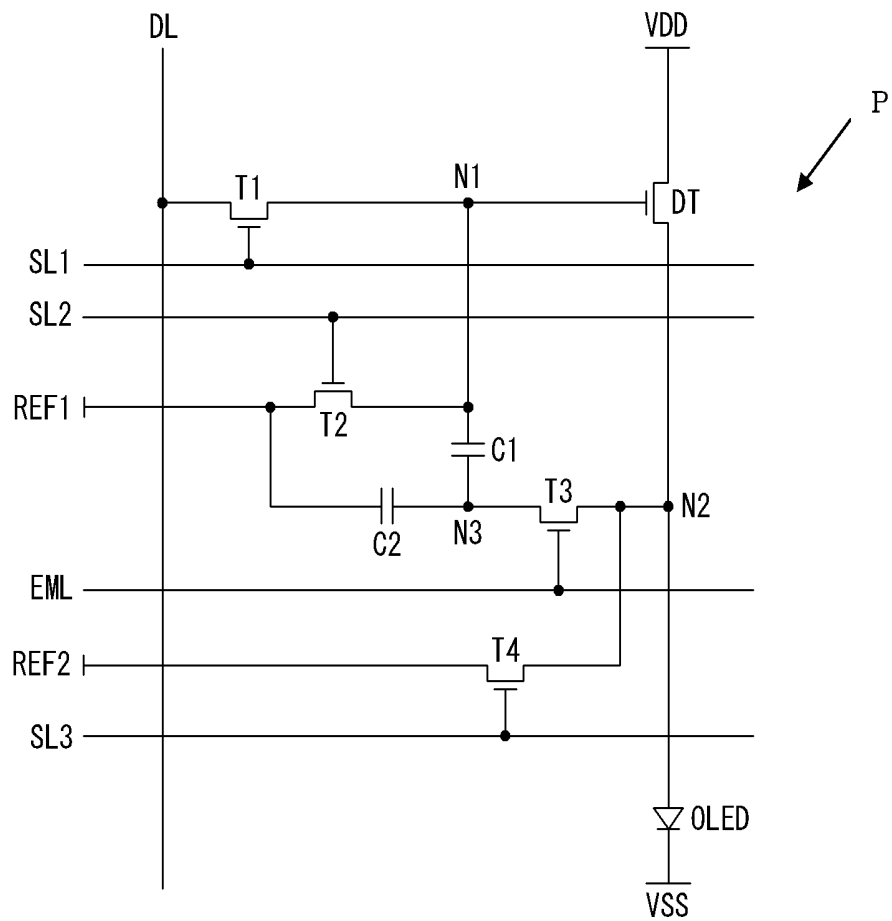 DL
VDD
P
T1
N1
DT
SL1
SL2
REF1
T2
C1
T3
N2
C2
N3
EML
REF2
T4
SL3
OLED
VSS